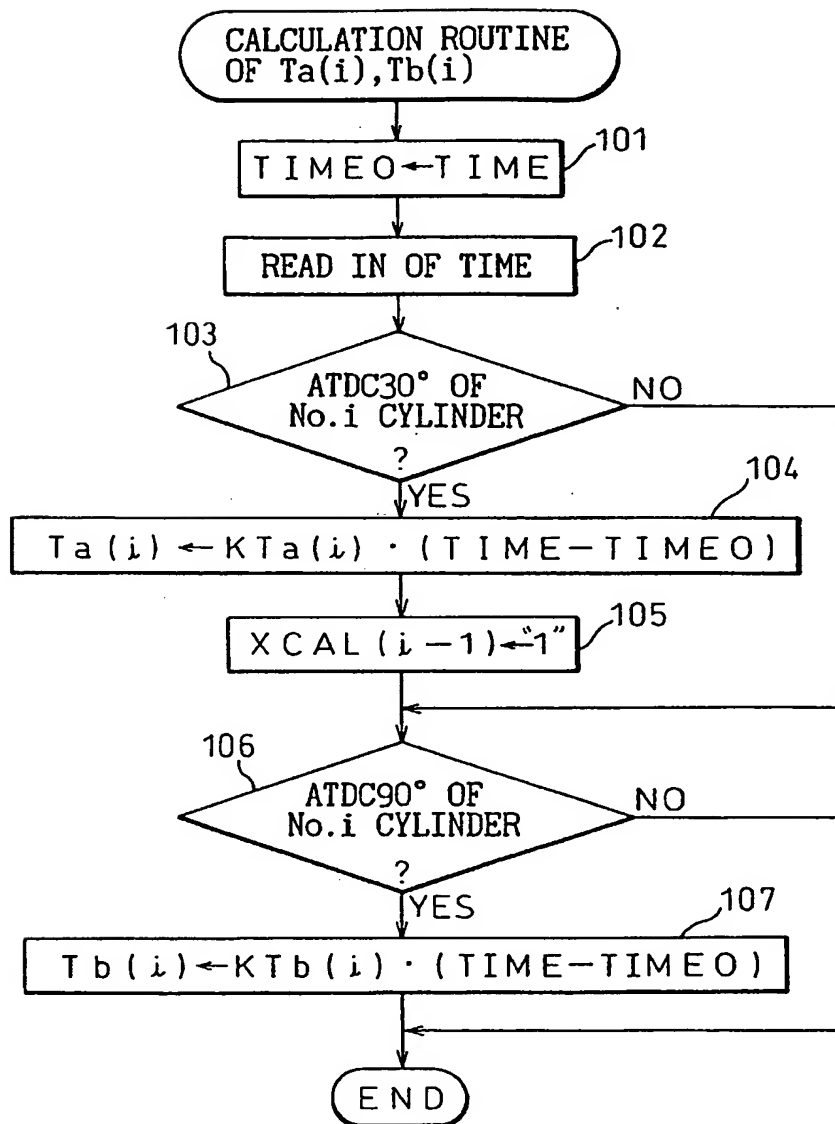 CALCULATION ROUTINE
OF Ta(i),Tb(i)
101
TIMEO←TIME
102
READ IN OF TIME
103
ATDC30° OF
No.i CYLINDER
?
NO
YES
104
Ta(i)←KTa(i)·(TIME-TIMEO)
105
XCAL(i-1)←"1"
106
ATDC90° OF
No.i CYLINDER
?
NO
YES
107
Tb(i)←KTb(i)·(TIME-TIMEO)
END